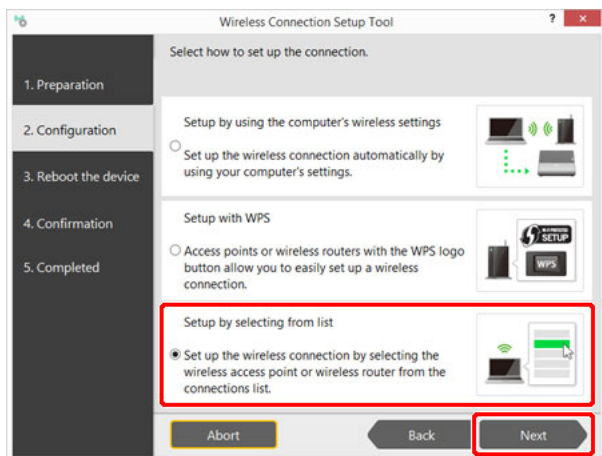 Wireless Connection Setup Tool
?
×
Select how to set up the connection.
1. Preparation
2. Configuration
3. Reboot the device
4. Confirmation
5. Completed
Setup by using the computer's wireless settings
Set up the wireless connection automatically by
using your computer's settings.
Setup with WPS
Access points or wireless routers with the WPS logo
button allow you to easily set up a wireless
connection.
WI-FI PROTECTED
SETUP
WPS
Setup by selecting from list
Set up the wireless connection by selecting the
wireless access point or wireless router from the
connections list.
Abort
Back
Next